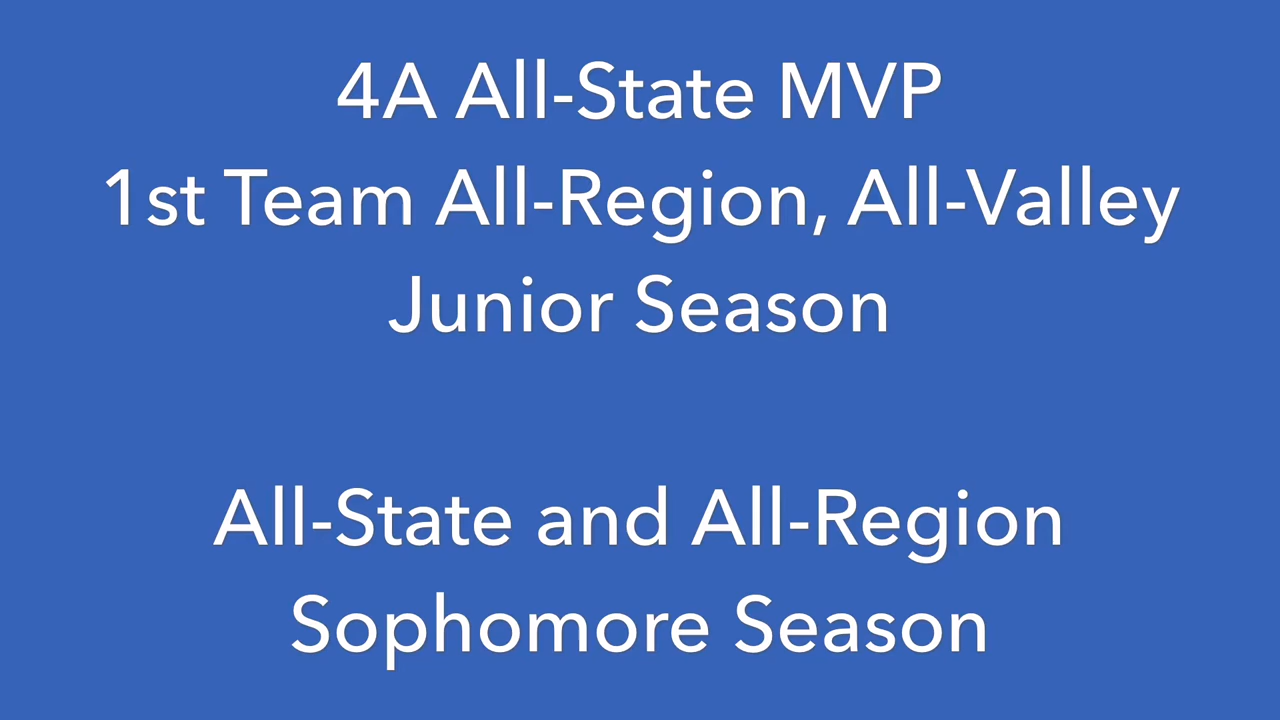 4A All-State MVP
1st Team All-Region, All-Valley
Junior Season
All-State and All-Region
Sophomore Season